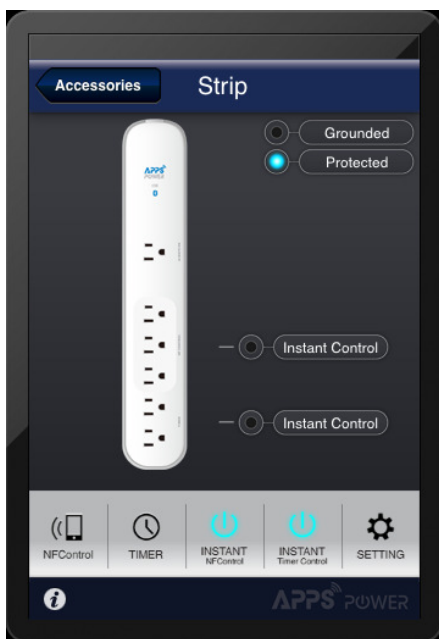 Accessories
Strip
Grounded
Protected
APPS
POWER
Instant Control
Instant Control
NFControl
TIMER
INSTANT
NFControl
INSTANT
Timer Control
SETTING
APPS POWER